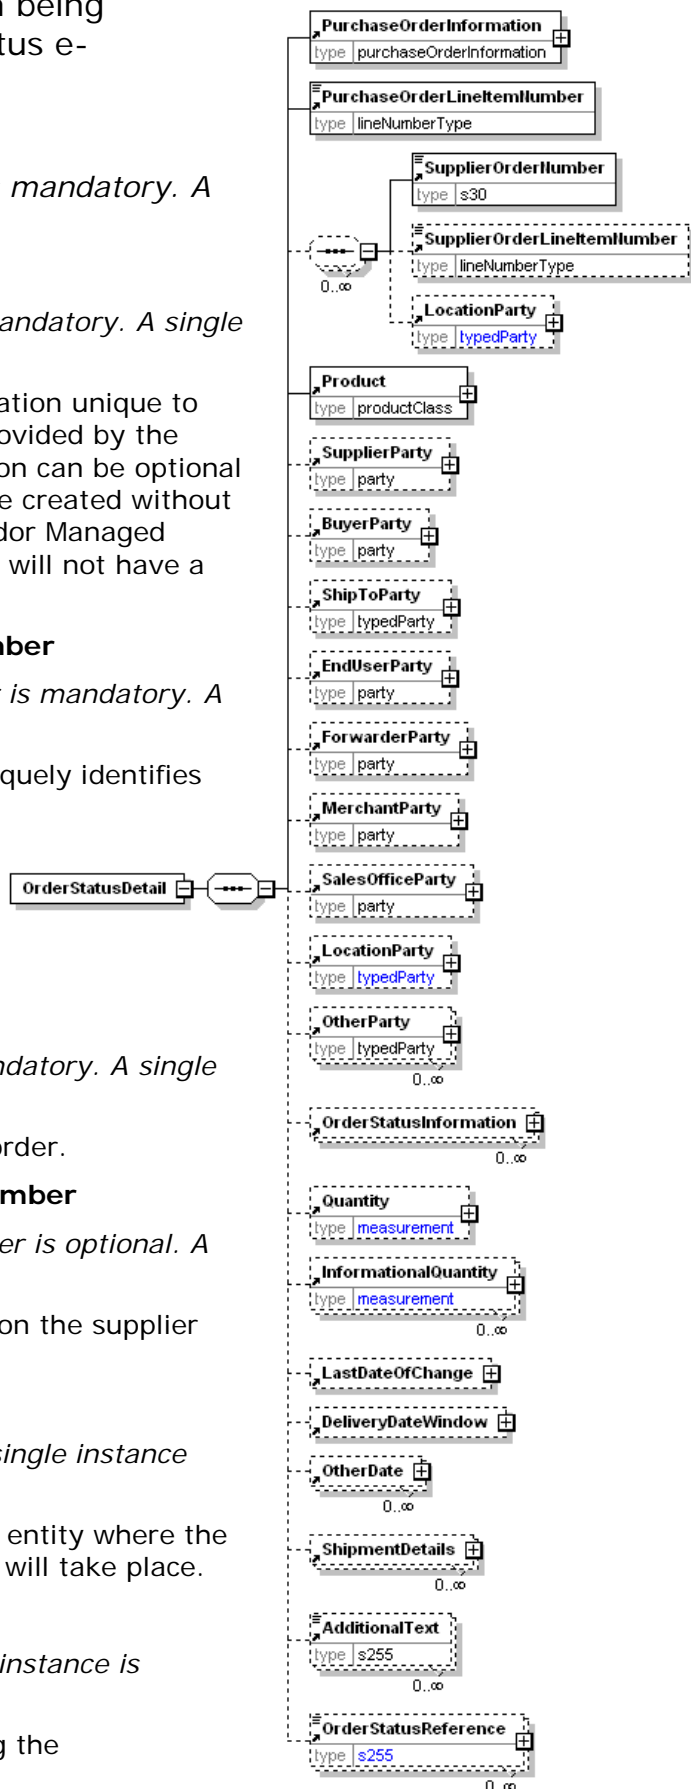 n being
tus e-
mandatory. A
andatory. A single
ation unique to
ovided by the
on can be optional
e created without
dor Managed
will not have a
nber
r is mandatory. A
quely identifies
ndatory. A single
order.
umber
er is optional. A
on the supplier
single instance
entity where the
will take place.
instance is
g the
OrderStatusDetail
PurchaseOrderInformation
type purchaseOrderInformation
PurchaseOrderLineItemNumber
type lineNumberType
0..∞
SupplierOrderNumber
type s30
SupplierOrderLineItemNumber
type lineNumberType
LocationParty
type typedParty
Product
type productClass
SupplierParty
type party
BuyerParty
type party
ShipToParty
type typedParty
EndUserParty
type party
ForwarderParty
type party
MerchantParty
type party
SalesOfficeParty
type party
LocationParty
type typedParty
OtherParty
type typedParty
0..∞
OrderStatusInformation
0..∞
Quantity
type measurement
InformationalQuantity
type measurement
0..∞
LastDateOfChange
DeliveryDateWindow
OtherDate
0..∞
ShipmentDetails
0..∞
AdditionalText
type s255
0..∞
OrderStatusReference
type s255
0..∞